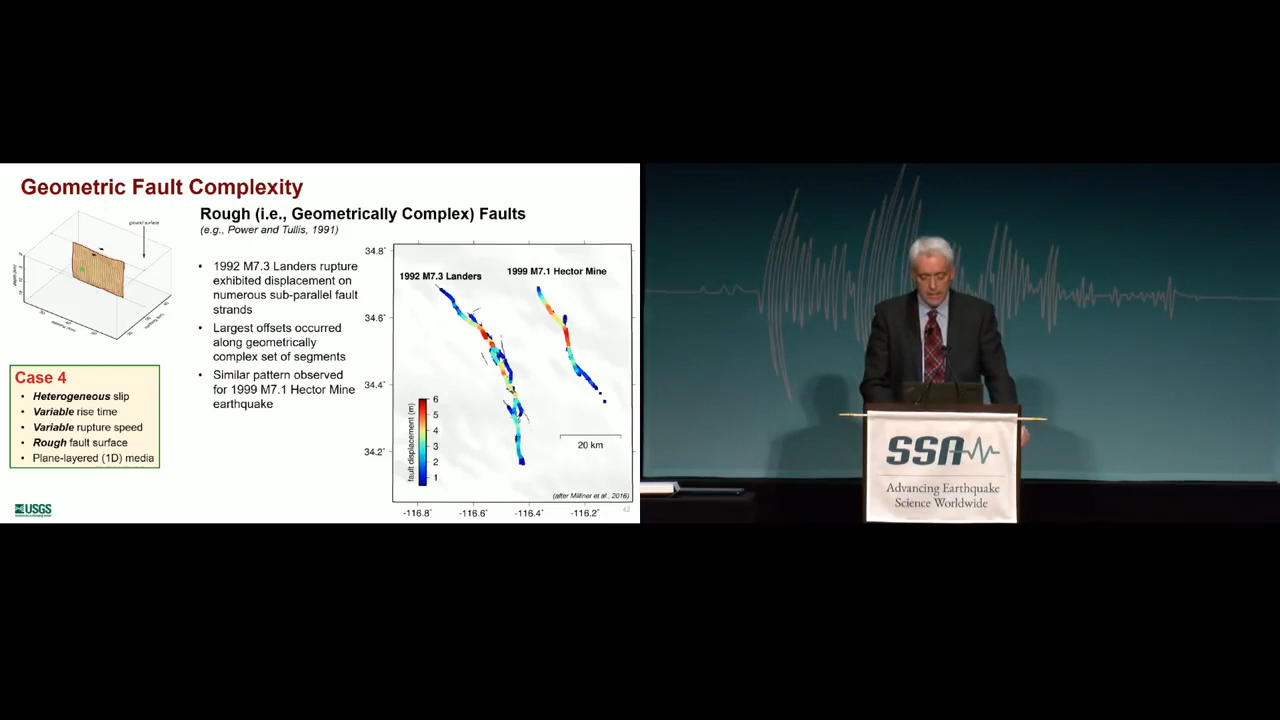 Geometric Fault Complexity
Rough (i.e., Geometrically Complex) Faults
(e.g., Power and Tullis, 1991)
ground surface
• 1992 M7.3 Landers rupture
exhibited displacement on
numerous sub-parallel fault
strands
• Largest offsets occurred
along geometrically
complex set of segments
• Similar pattern observed
for 1999 M7.1 Hector Mine
earthquake
Case 4
• Heterogeneous slip
• Variable rise time
• Variable rupture speed
• Rough fault surface
• Plane-layered (1D) media
USGS
34.8°
34.6°
34.4°
34.2°
1992 M7.3 Landers
1999 M7.1 Hector Mine
fault displacement (m)
6
5
4
3
2
1
20 km
(after Milliner et al., 2016)
-116.8° -116.6° -116.4° -116.2°
42
SSA
Advancing Earthquake
Science Worldwide